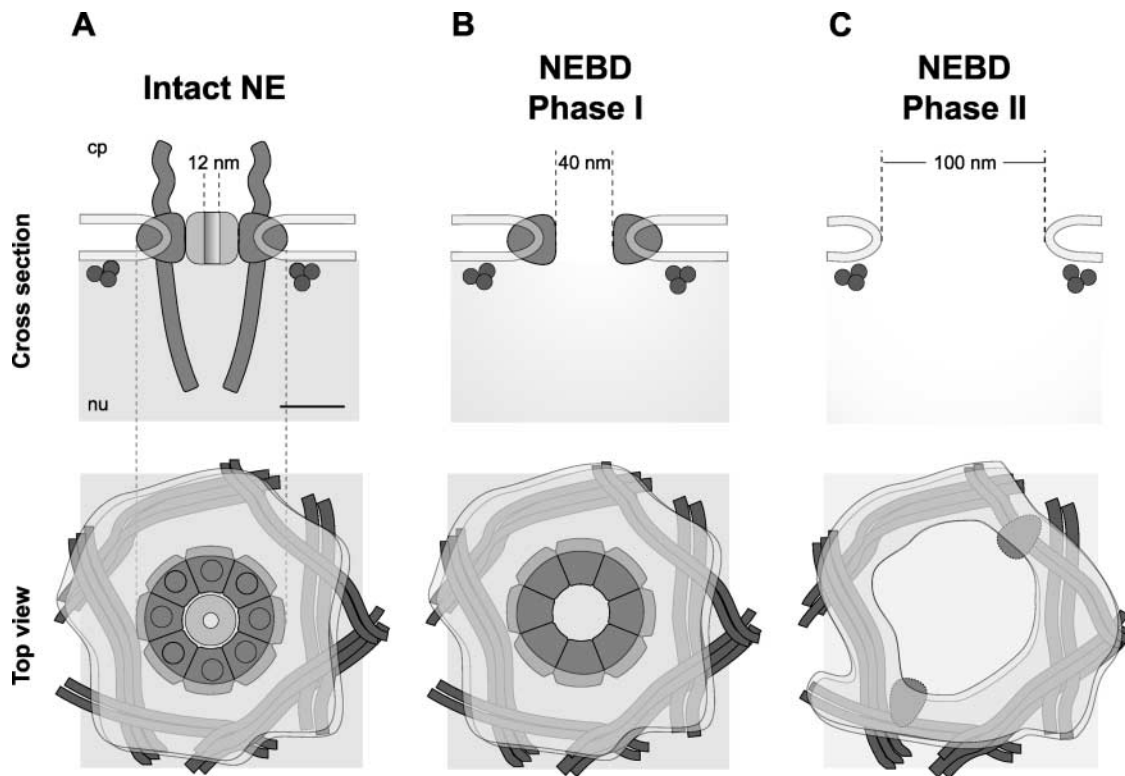 A
B
C
Intact NE
NEBD
Phase I
NEBD
Phase II
Cross section
cp
12 nm
40 nm
100 nm
nu
Top view